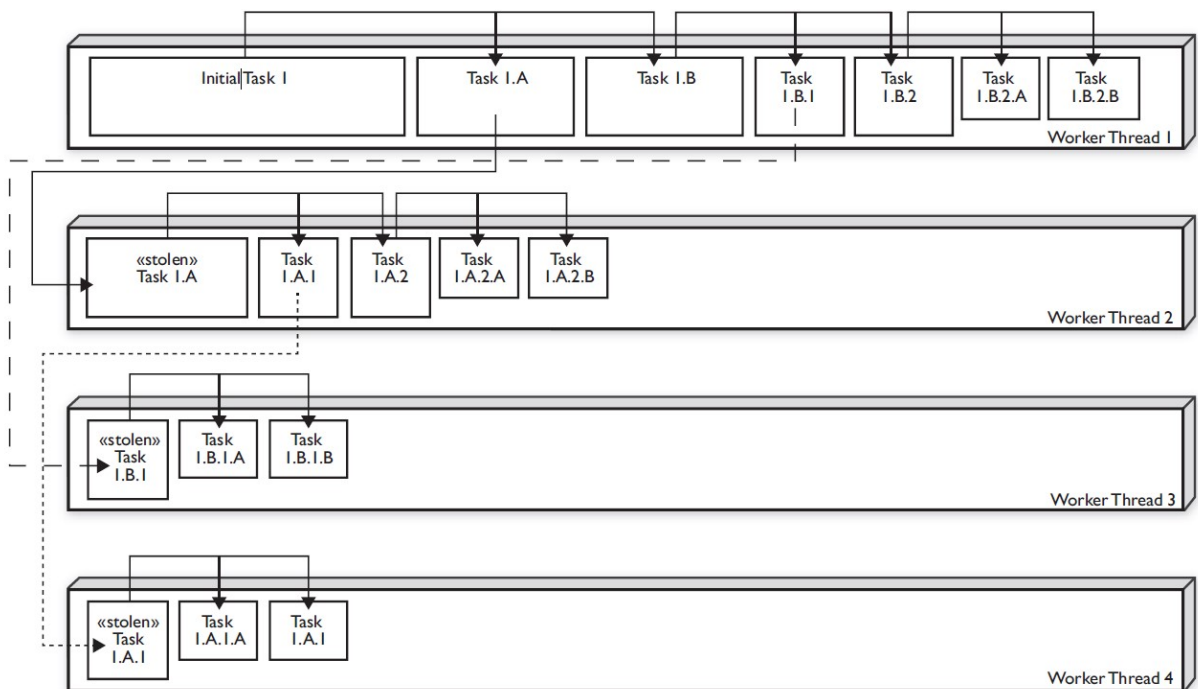 Initial Task 1
Task 1.A
Task 1.B
Task
1.B.1
Task
1.B.2
Task
1.B.2.A
Task
1.B.2.B
Worker Thread 1
«stolen»
Task 1.A
Task
1.A.1
Task
1.A.2
Task
1.A.2.A
Task
1.A.2.B
Worker Thread 2
«stolen»
Task
1.B.1
Task
1.B.1.A
Task
1.B.1.B
Worker Thread 3
«stolen»
Task
1.A.1
Task
1.A.1.A
Task
1.A.1
Worker Thread 4